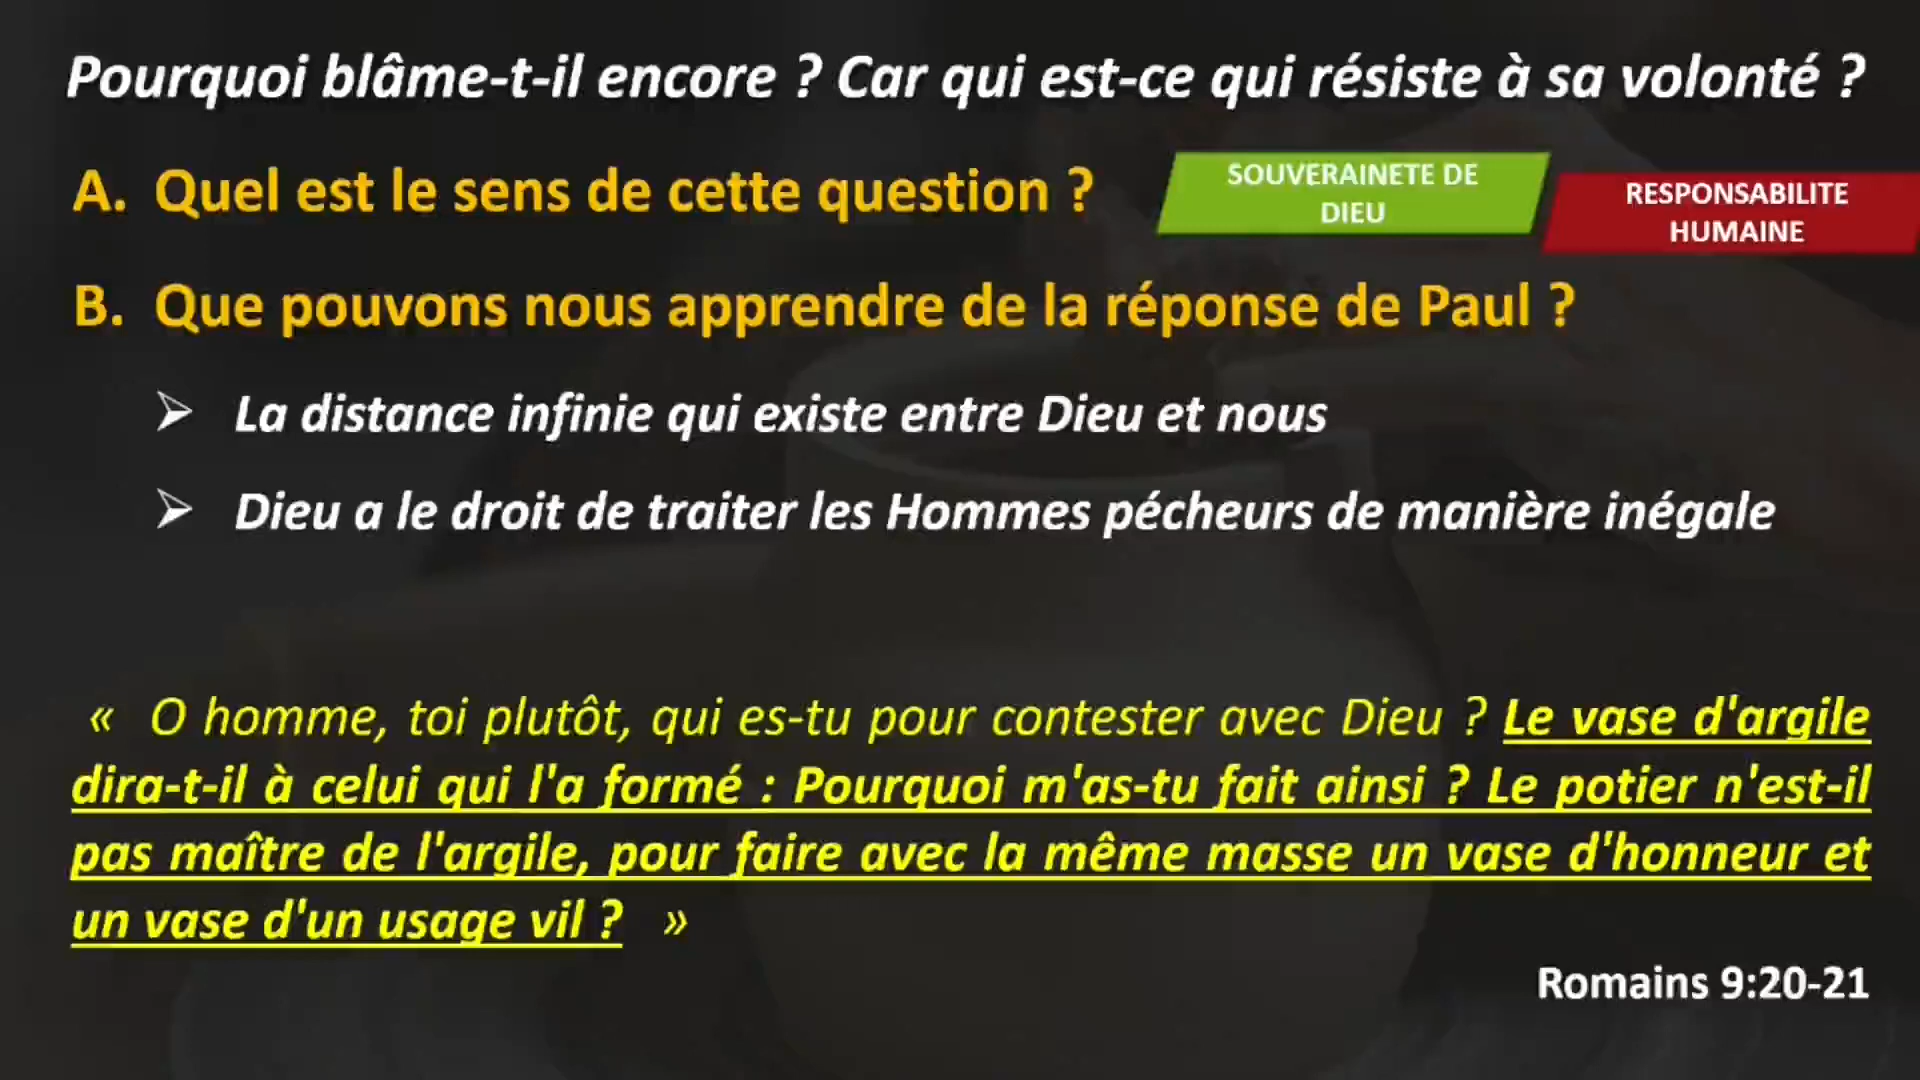 Pourquoi blâme-t-il encore ? Car qui est-ce qui résiste à sa volonté ?
A. Quel est le sens de cette question ?
SOUVERAINETE DE
DIEU
RESPONSABILITE
HUMAINE
B. Que pouvons nous apprendre de la réponse de Paul ?
➢ La distance infinie qui existe entre Dieu et nous
➢ Dieu a le droit de traiter les Hommes pécheurs de manière inégale
« O homme, toi plutôt, qui es-tu pour contester avec Dieu ? Le vase d'argile
dira-t-il à celui qui l'a formé : Pourquoi m'as-tu fait ainsi ? Le potier n'est-il
pas maître de l'argile, pour faire avec la même masse un vase d'honneur et
un vase d'un usage vil ? »
Romains 9:20-21